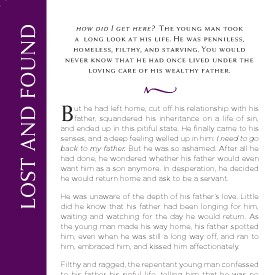 LOST AND FOUND
HOW DID I GET HERE? THE YOUNG MAN TOOK
A LONG LOOK AT HIS LIFE. HE WAS PENNILESS,
HOMELESS, FILTHY, AND STARVING. YOU WOULD
NEVER KNOW THAT HE HAD ONCE LIVED UNDER THE
LOVING CARE OF HIS WEALTHY FATHER.
But he had left home, cut off his relationship with his
father, squandered his inheritance on a life of sin,
and ended up in this pitiful state. He finally came to his
senses, and a deep feeling welled up in him: I need to go
back to my father. But he was so ashamed. After all he
had done, he wondered whether his father would even
want him as a son anymore. In desperation, he decided
he would return home and ask to be a servant.
He was unaware of the depth of his father's love. Little
did he know that his father had been longing for him,
waiting and watching for the day he would return. As
the young man made his way home, his father spotted
him, even when he was still a long way off, and ran to
him, embraced him, and kissed him affectionately.
Filthy and ragged, the repentant young man confessed
to his father his sinful life, telling him that he was no